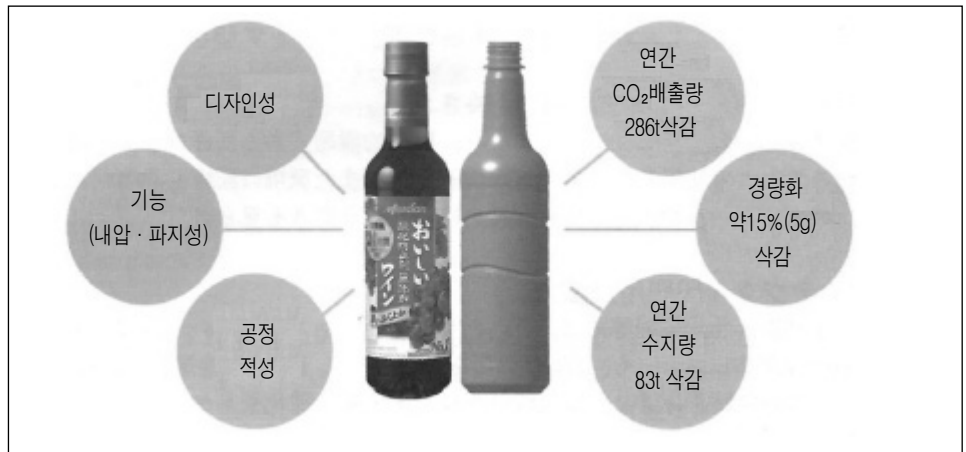 디자인성
기능
(내압 · 파지성)
공정
적성
おいしい
ワイン
연간
CO₂배출량
286t삭감
경량화
약15%(5g)
삭감
연간
수지량
83t 삭감